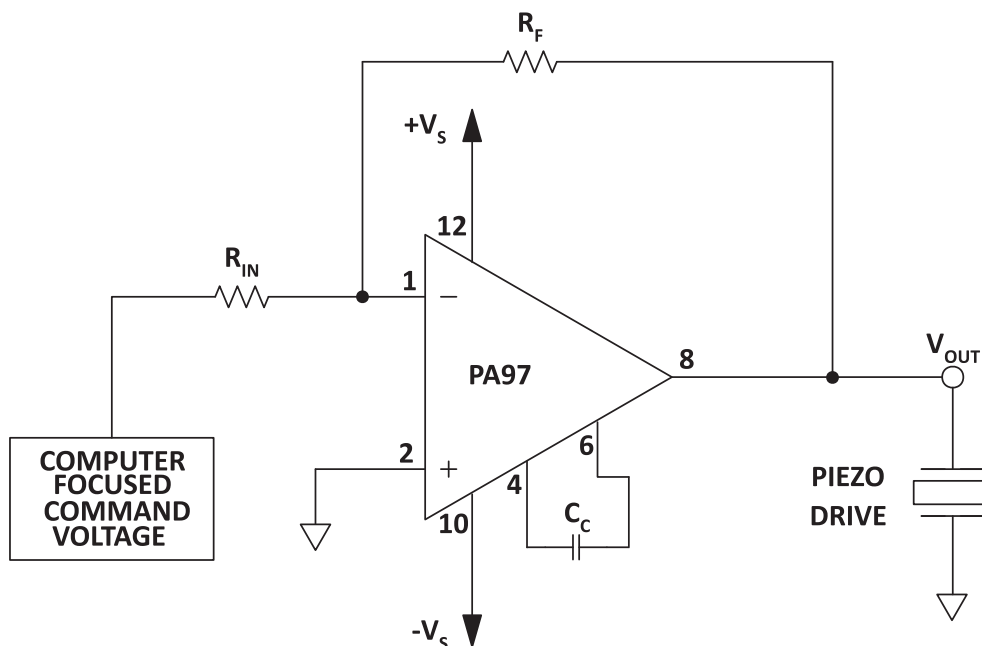 R_F
+V_S
12
R_IN
1
−
8
V_OUT
PA97
COMPUTER
FOCUSED
COMMAND
VOLTAGE
2
+
6
4
PIEZO
DRIVE
10
C_C
-V_S